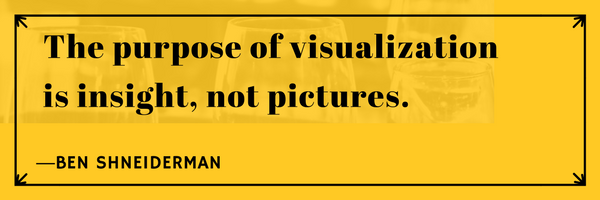 The purpose of visualization
is insight, not pictures.
—BEN SHNEIDERMAN